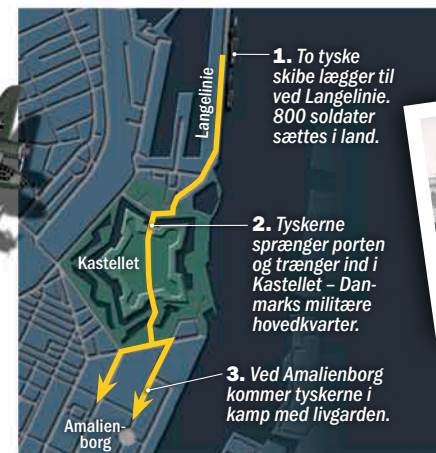 1. To tyske
skibe lægger til
ved Langelinie.
800 soldater
sættes i land.
Langelinie
2. Tyskerne
sprænger porten
og trænger ind i
Kastellet – Dan-
marks militære
hovedkvarter.
Kastellet
3. Ved Amalienborg
kommer tyskerne i
kamp med livgarden.
Amalien-
borg